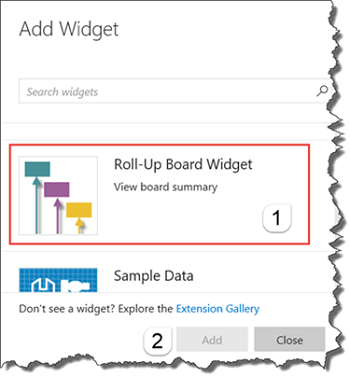 Add Widget
Search widgets
Roll-Up Board Widget
View board summary
1
Sample Data
Don't see a widget? Explore the Extension Gallery
2
Add
Close